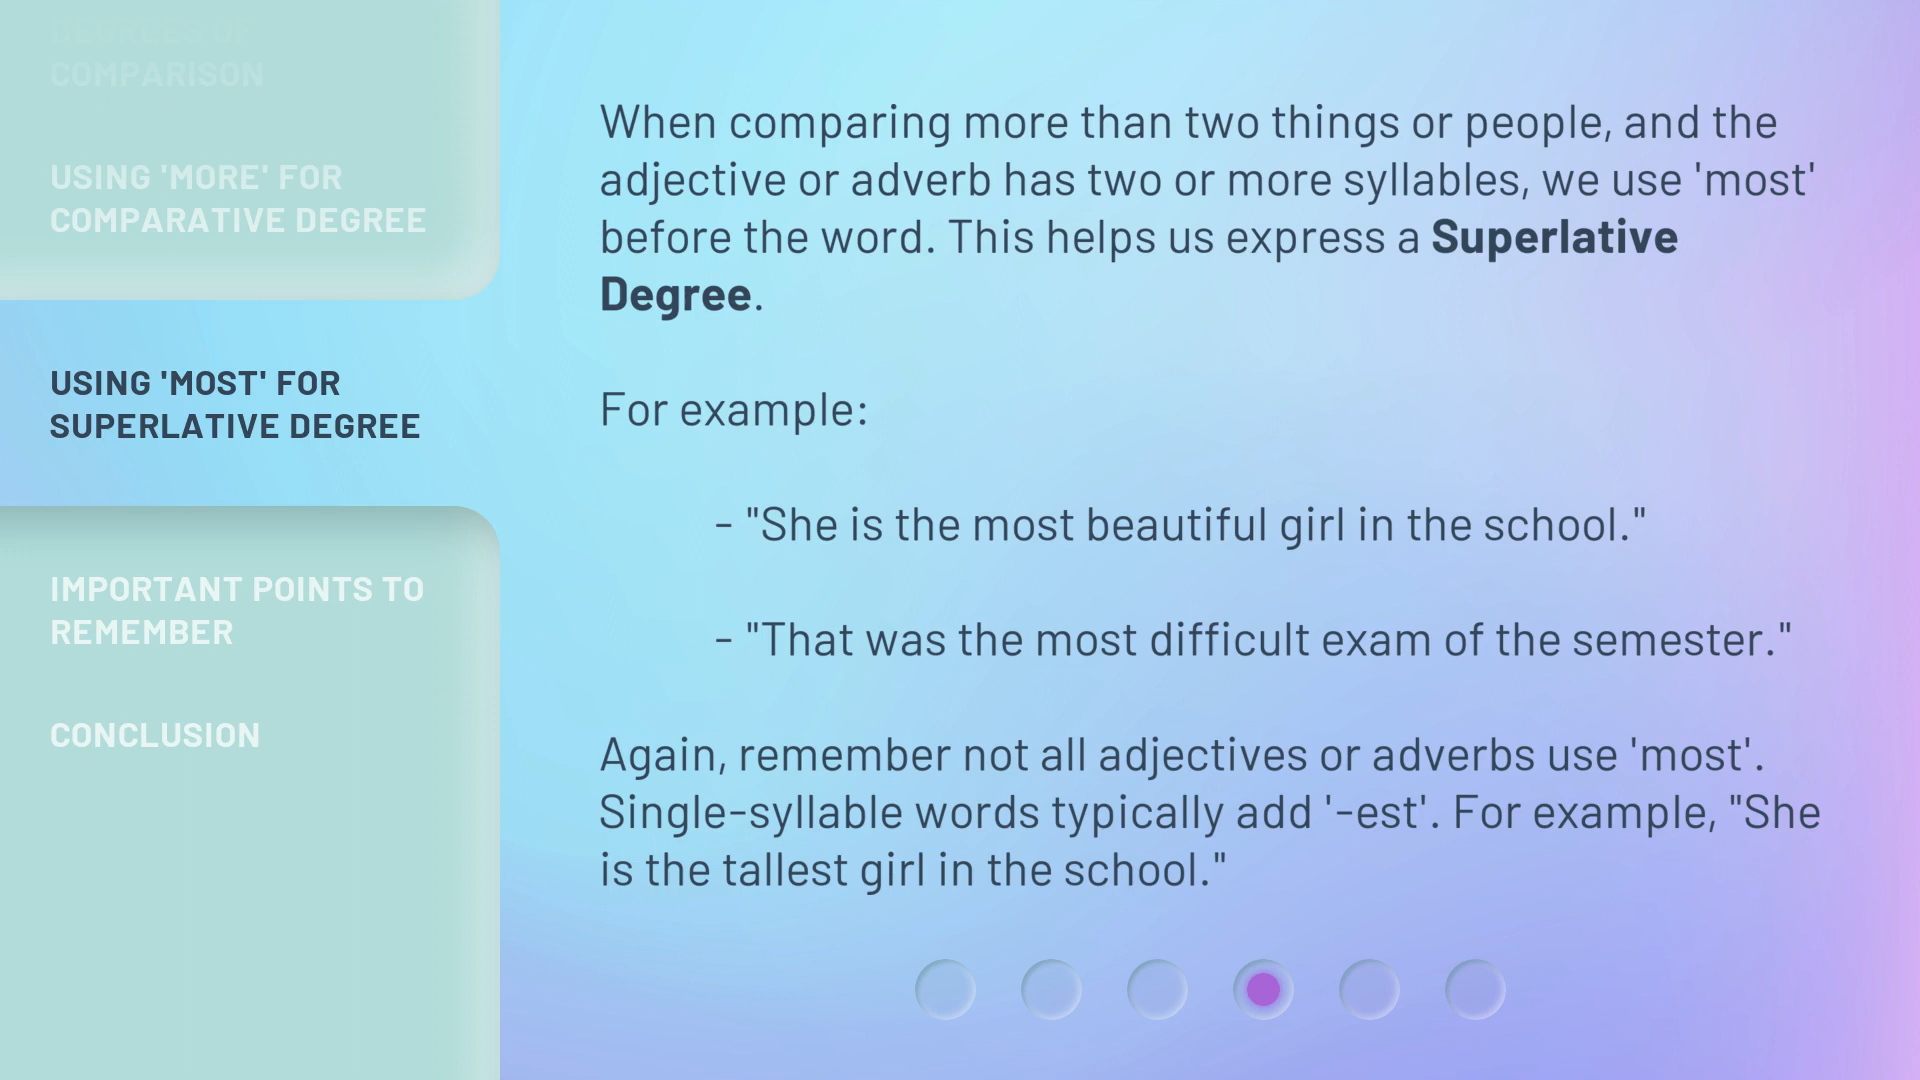 DEGREES OF
COMPARISON
USING 'MORE' FOR
COMPARATIVE DEGREE
USING 'MOST' FOR
SUPERLATIVE DEGREE
IMPORTANT POINTS TO
REMEMBER
CONCLUSION
When comparing more than two things or people, and the
adjective or adverb has two or more syllables, we use 'most'
before the word. This helps us express a Superlative
Degree.
For example:
- "She is the most beautiful girl in the school."
- "That was the most difficult exam of the semester."
Again, remember not all adjectives or adverbs use 'most'.
Single-syllable words typically add '-est'. For example, "She
is the tallest girl in the school."